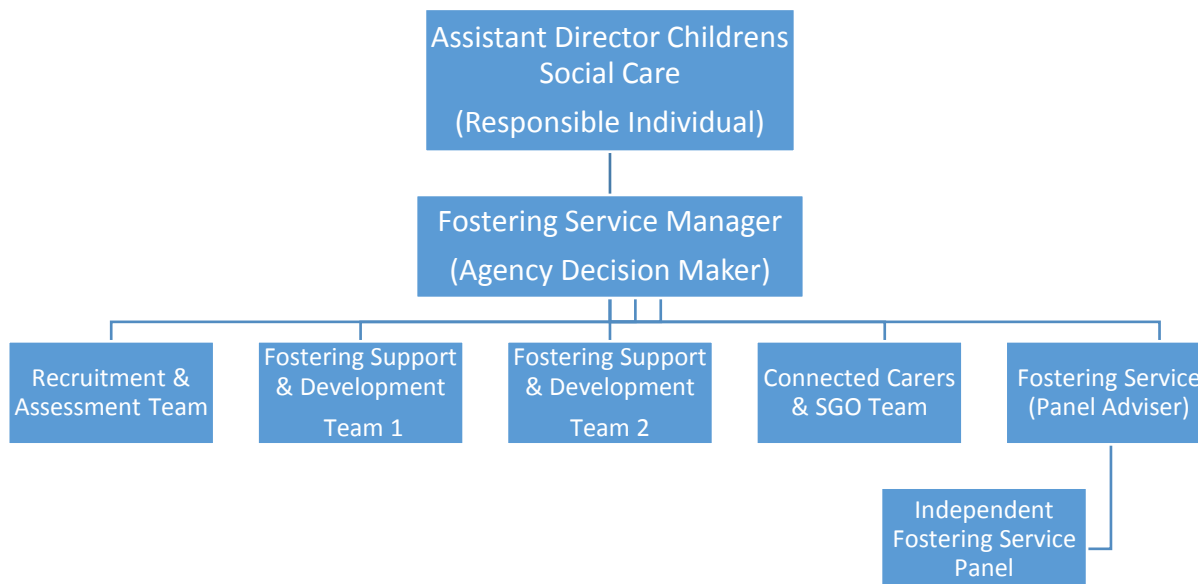 Assistant Director Childrens
Social Care
(Responsible Individual)
Fostering Service Manager
(Agency Decision Maker)
Recruitment &
Assessment Team
Fostering Support
& Development
Team 1
Fostering Support
& Development
Team 2
Connected Carers
& SGO Team
Fostering Service
(Panel Adviser)
Independent
Fostering Service
Panel